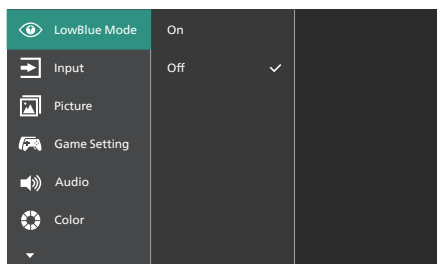 LowBlue Mode
On
Input
Off
Picture
Game Setting
Audio
Color